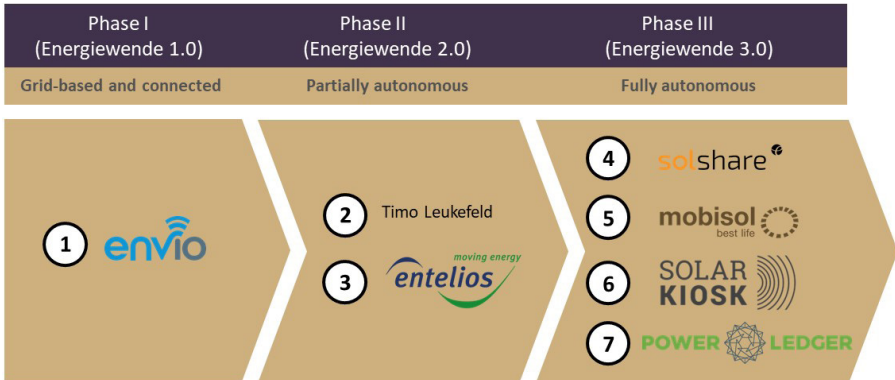 Phase I
(Energiewende 1.0)
Phase II
(Energiewende 2.0)
Phase III
(Energiewende 3.0)
Grid-based and connected
Partially autonomous
Fully autonomous
1
envio
2
Timo Leukefeld
3
moving energy
entelios
4
solshare
5
mobisol
best life
6
SOLAR
KIOSK
7
POWER LEDGER